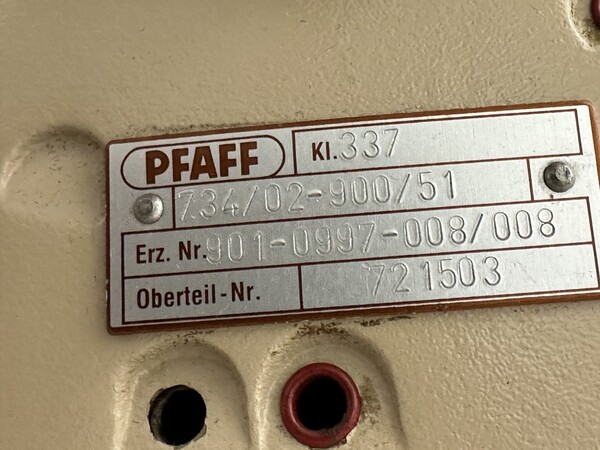 PFAFF Kl. 337
734/02-900/51
Erz. Nr. 901-0997-008/008
Oberteil-Nr. 721503